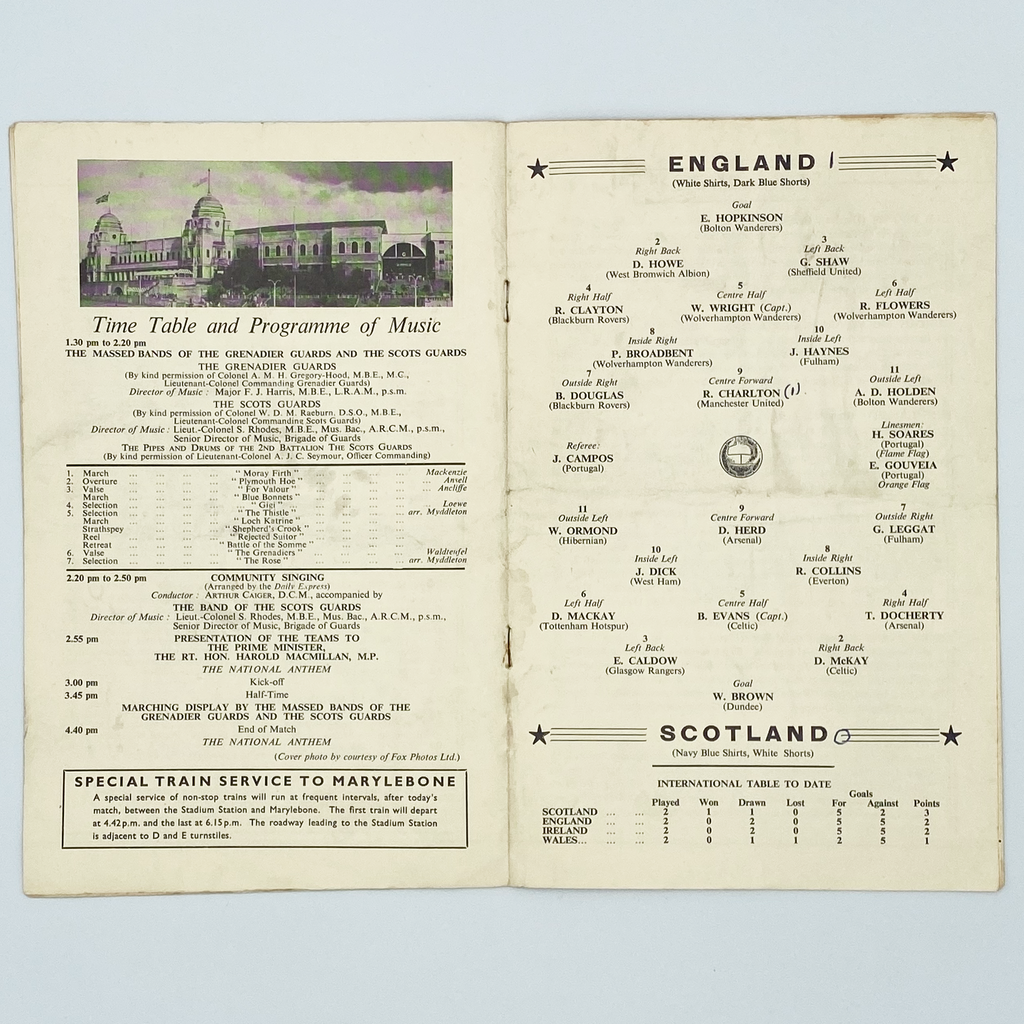 Time Table and Programme of Music
1.30 pm to 2.20 pm
THE MASSED BANDS OF THE GRENADIER GUARDS AND THE SCOTS GUARDS
THE GRENADIER GUARDS
(By kind permission of Colonel A. M. H. Gregory-Hood, M.B.E., M.C.,
Lieutenant-Colonel Commanding Grenadier Guards)
Director of Music : Major F. J. Harris, M.B.E., L.R.A.M., p.s.m.
THE SCOTS GUARDS
(By kind permission of Colonel W. D. M. Raeburn, D.S.O., M.B.E.,
Lieutenant-Colonel Commanding Scots Guards)
Director of Music : Lieut.-Colonel S. Rhodes, M.B.E., Mus. Bac., A.R.C.M., p.s.m.,
Senior Director of Music, Brigade of Guards
THE PIPES AND DRUMS OF THE 2ND BATTALION THE SCOTS GUARDS
(By kind permission of Lieutenant-Colonel A. J. C. Seymour, Officer Commanding)
1. March ... ... ... ... " Moray Firth " ... ... ... ... Mackenzie
2. Overture ... ... ... ... " Plymouth Hoe " ... ... ... ... Ansell
3. Valse ... ... ... ... " For Valour " ... ... ... ... Ancliffe
March ... ... ... ... " Blue Bonnets " ... ... ... ...
4. Selection ... ... ... ... " Gigi " ... ... ... ... Loewe
5. Selection ... ... ... ... " The Thistle " ... ... ... arr. Myddleton
March ... ... ... ... " Loch Katrine " ... ... ... ...
Strathspey ... ... ... " Shepherd's Crook " ... ... ... ...
Reel ... ... ... ... " Rejected Suitor " ... ... ... ...
Retreat ... ... ... " Battle of the Somme " ... ... ... ...
6. Valse ... ... ... ... " The Grenadiers " ... ... ... ... Waldteufel
7. Selection ... ... ... ... " The Rose " ... ... ... arr. Myddleton
2.20 pm to 2.50 pm COMMUNITY SINGING
(Arranged by the Daily Express)
Conductor : ARTHUR CAIGER, D.C.M., accompanied by
THE BAND OF THE SCOTS GUARDS
Director of Music : Lieut.-Colonel S. Rhodes, M.B.E., Mus. Bac., A.R.C.M., p.s.m.,
Senior Director of Music, Brigade of Guards
2.55 pm PRESENTATION OF THE TEAMS TO
THE PRIME MINISTER,
THE RT. HON. HAROLD MACMILLAN, M.P.
THE NATIONAL ANTHEM
3.00 pm Kick-off
3.45 pm Half-Time
MARCHING DISPLAY BY THE MASSED BANDS OF THE
GRENADIER GUARDS AND THE SCOTS GUARDS
4.40 pm End of Match
THE NATIONAL ANTHEM
(Cover photo by courtesy of Fox Photos Ltd.)
SPECIAL TRAIN SERVICE TO MARYLEBONE
A special service of non-stop trains will run at frequent intervals, after today's
match, between the Stadium Station and Marylebone. The first train will depart
at 4.42 p.m. and the last at 6.15 p.m. The roadway leading to the Stadium Station
is adjacent to D and E turnstiles.
ENGLAND 1
(White Shirts, Dark Blue Shorts)
Goal
E. HOPKINSON
(Bolton Wanderers)
2 3
Right Back Left Back
D. HOWE G. SHAW
(West Bromwich Albion) (Sheffield United)
4 5 6
Right Half Centre Half Left Half
R. CLAYTON W. WRIGHT (Capt.) R. FLOWERS
(Blackburn Rovers) (Wolverhampton Wanderers) (Wolverhampton Wanderers)
8 10
Inside Right Inside Left
P. BROADBENT J. HAYNES
(Wolverhampton Wanderers) (Fulham)
7 9 11
Outside Right Centre Forward Outside Left
B. DOUGLAS R. CHARLTON (1) A. D. HOLDEN
(Blackburn Rovers) (Manchester United) (Bolton Wanderers)
Referee:
J. CAMPOS
(Portugal)
Linesmen:
H. SOARES
(Portugal)
(Flame Flag)
E. GOUVEIA
(Portugal)
Orange Flag
11 9 7
Outside Left Centre Forward Outside Right
W. ORMOND D. HERD G. LEGGAT
(Hibernian) (Arsenal) (Fulham)
10 8
Inside Left Inside Right
J. DICK R. COLLINS
(West Ham) (Everton)
6 5 4
Left Half Centre Half Right Half
D. MACKAY B. EVANS (Capt.) T. DOCHERTY
(Tottenham Hotspur) (Celtic) (Arsenal)
3 2
Left Back Right Back
E. CALDOW D. McKAY
(Glasgow Rangers) (Celtic)
Goal
W. BROWN
(Dundee)
SCOTLAND 0
(Navy Blue Shirts, White Shorts)
INTERNATIONAL TABLE TO DATE
Goals
Played Won Drawn Lost For Against Points
SCOTLAND ... ... 2 1 1 0 5 2 3
ENGLAND ... ... 2 0 2 0 5 5 2
IRELAND ... ... 2 0 2 0 5 5 2
WALES... ... ... 2 0 1 1 2 5 1